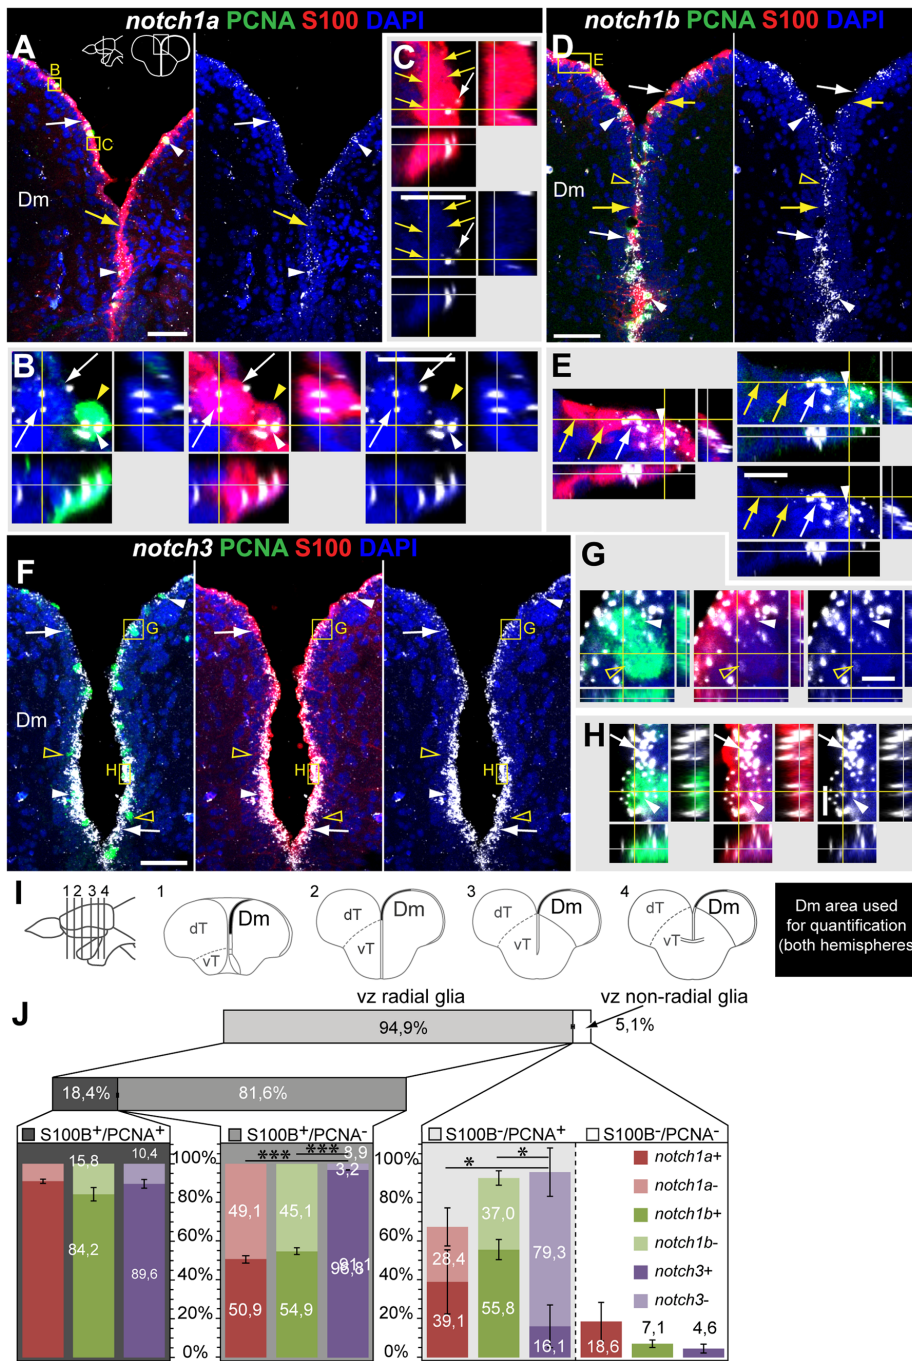 notch1a PCNA S100 DAPI
notch1b PCNA S100 DAPI
A
B
C
Dm
C
D
E
Dm
B
E
notch3 PCNA S100 DAPI
F
G
G
G
Dm
H
H
H
G
H
I
1 2 3 4
1
dT
Dm
vT
2
dT
Dm
vT
3
dT
Dm
vT
4
dT
Dm
vT
Dm area used
for quantification
(both hemispheres
J
vz radial glia
vz non-radial glia
94,9%
5,1%
18,4%
81,6%
S100B+/PCNA+
S100B+/PCNA-
S100B-/PCNA+
S100B-/PCNA-
15,8
10,4
84,2
89,6
100%
80%
60%
40%
20%
0%
***
***
3,2
49,1
45,1
50,9
54,9
100%
80%
60%
40%
20%
0%
*
*
28,4
37,0
79,3
39,1
55,8
16,1
18,6
7,1
4,6
notch1a+
notch1a-
notch1b+
notch1b-
notch3+
notch3-